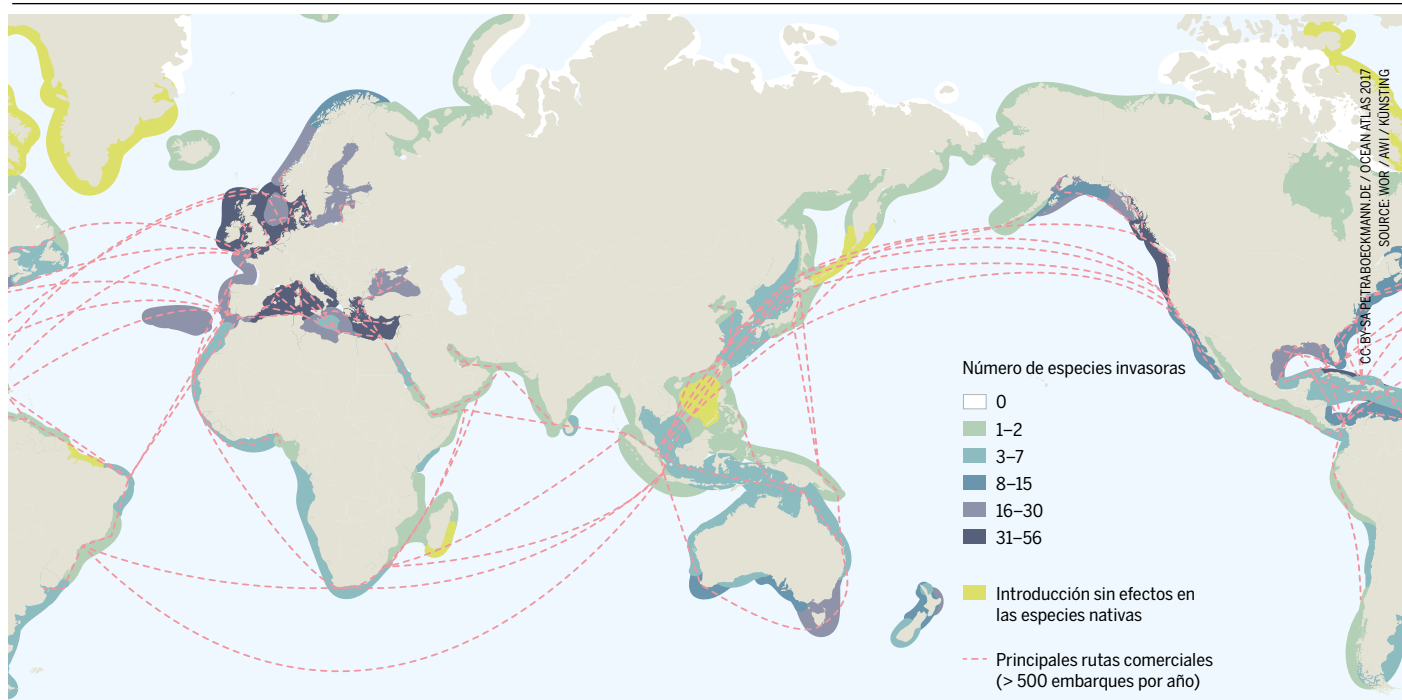 Número de especies invasoras
0
1–2
3–7
8–15
16–30
31–56
Introducción sin efectos en
las especies nativas
Principales rutas comerciales
(> 500 embarques por año)
CC-BY-SA PETRABOECKMANN.DE / OCEAN ATLAS 2017
SOURCE: WOR / AWI / KÜNSTING